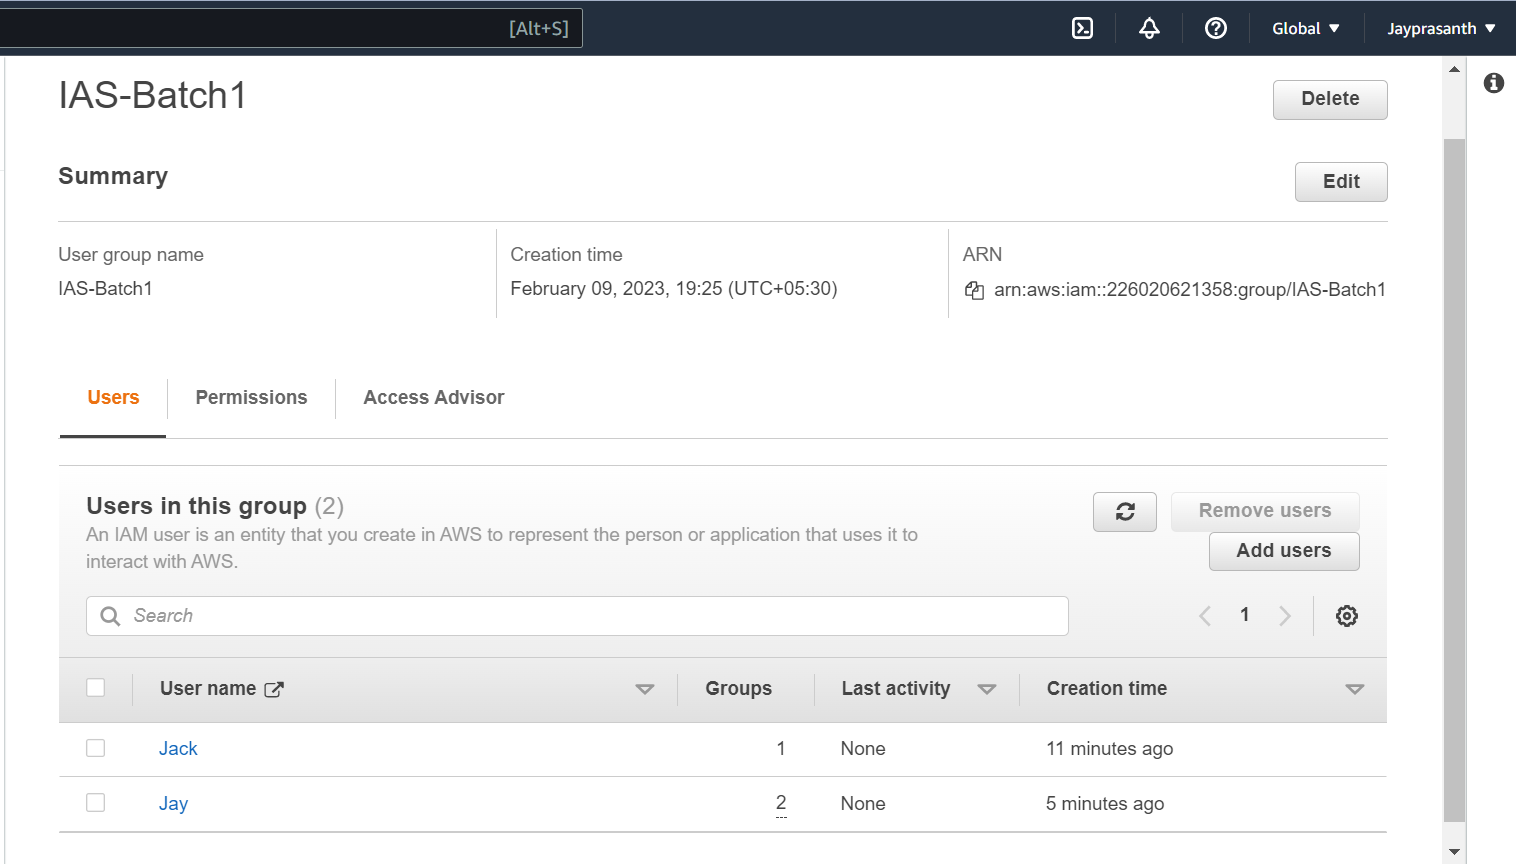 [Alt+S]
Global
Jayprasanth
IAS-Batch1
Delete
Summary
Edit
User group name
IAS-Batch1
Creation time
February 09, 2023, 19:25 (UTC+05:30)
ARN
arn:aws:iam::226020621358:group/IAS-Batch1
Users
Permissions
Access Advisor
Users in this group (2)
An IAM user is an entity that you create in AWS to represent the person or application that uses it to
interact with AWS.
Remove users
Add users
Search
1
User name
Groups
Last activity
Creation time
Jack 1 None 11 minutes ago
Jay 2 None 5 minutes ago